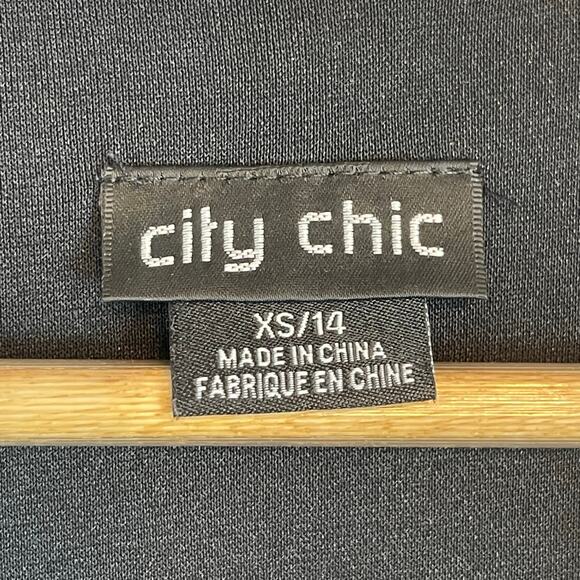 city chic
XS/14
MADE IN CHINA
FABRIQUE EN CHINE